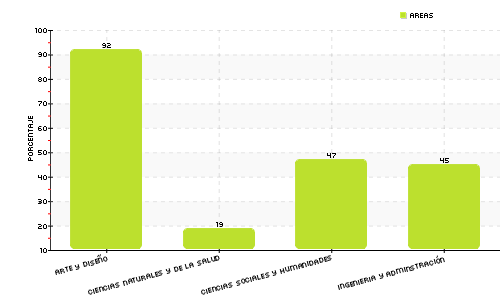 AREAS
PORCENTAJE
100
90
80
70
60
50
40
30
20
10
92
19
47
45
ARTE Y DISEÑO
CIENCIAS NATURALES Y DE LA SALUD
CIENCIAS SOCIALES Y HUMANIDADES
INGENIERIA Y ADMINSTRACIÓN